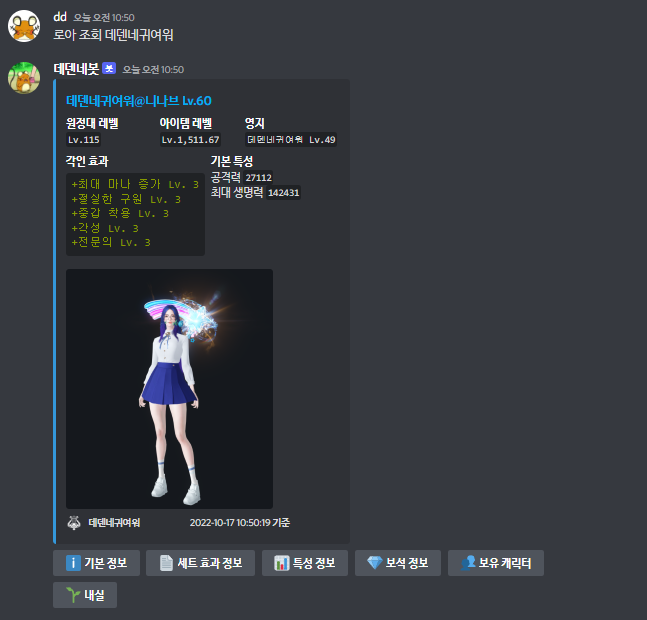 dd 오늘 오전 10:50
로아 조회 데덴네귀여워
데덴네봇 봇 오늘 오전 10:50
데덴네귀여워@니나브 Lv.60
원정대 레벨 아이템 레벨 영지
Lv.115 Lv.1,511.67 데덴네귀여워 Lv.49
각인 효과 기본 특성
+최대 마나 증가 Lv. 3
+절실한 구원 Lv. 3
+중갑 착용 Lv. 3
+각성 Lv. 3
+전문의 Lv. 3
공격력 27112
최대 생명력 142431
데덴네귀여워 2022-10-17 10:50:19 기준
기본 정보 세트 효과 정보 특성 정보 보석 정보 보유 캐릭터
내실